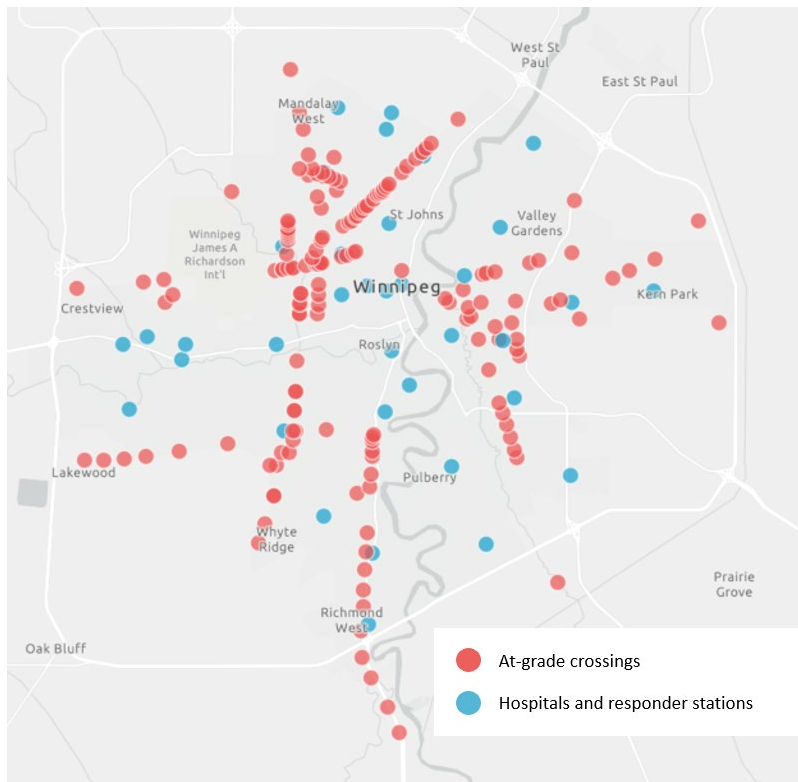 West St
Paul
East St Paul
Mandalay
West
St Johns
Valley
Gardens
Winnipeg
James A
Richardson
Int'l
Winnipeg
Kern Park
Crestview
Roslyn
Lakewood
Pulberry
Whyte
Ridge
Prairie
Grove
Richmond
West
Oak Bluff
At-grade crossings
Hospitals and responder stations